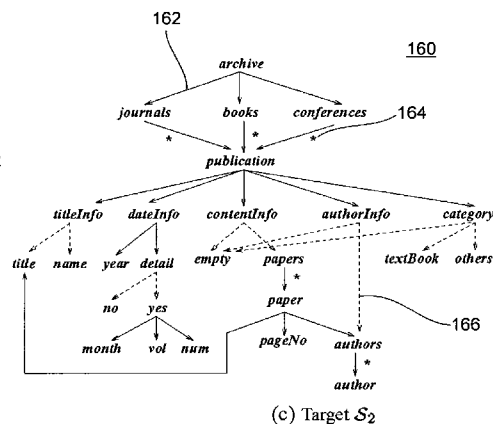 162
160
archive
journals books conferences
164
* * *
publication
titleInfo dateInfo contentInfo authorInfo category
title name year detail empty papers textBook others
*
no yes paper
166
month vol num pageNo authors
*
author
(c) Target S₂